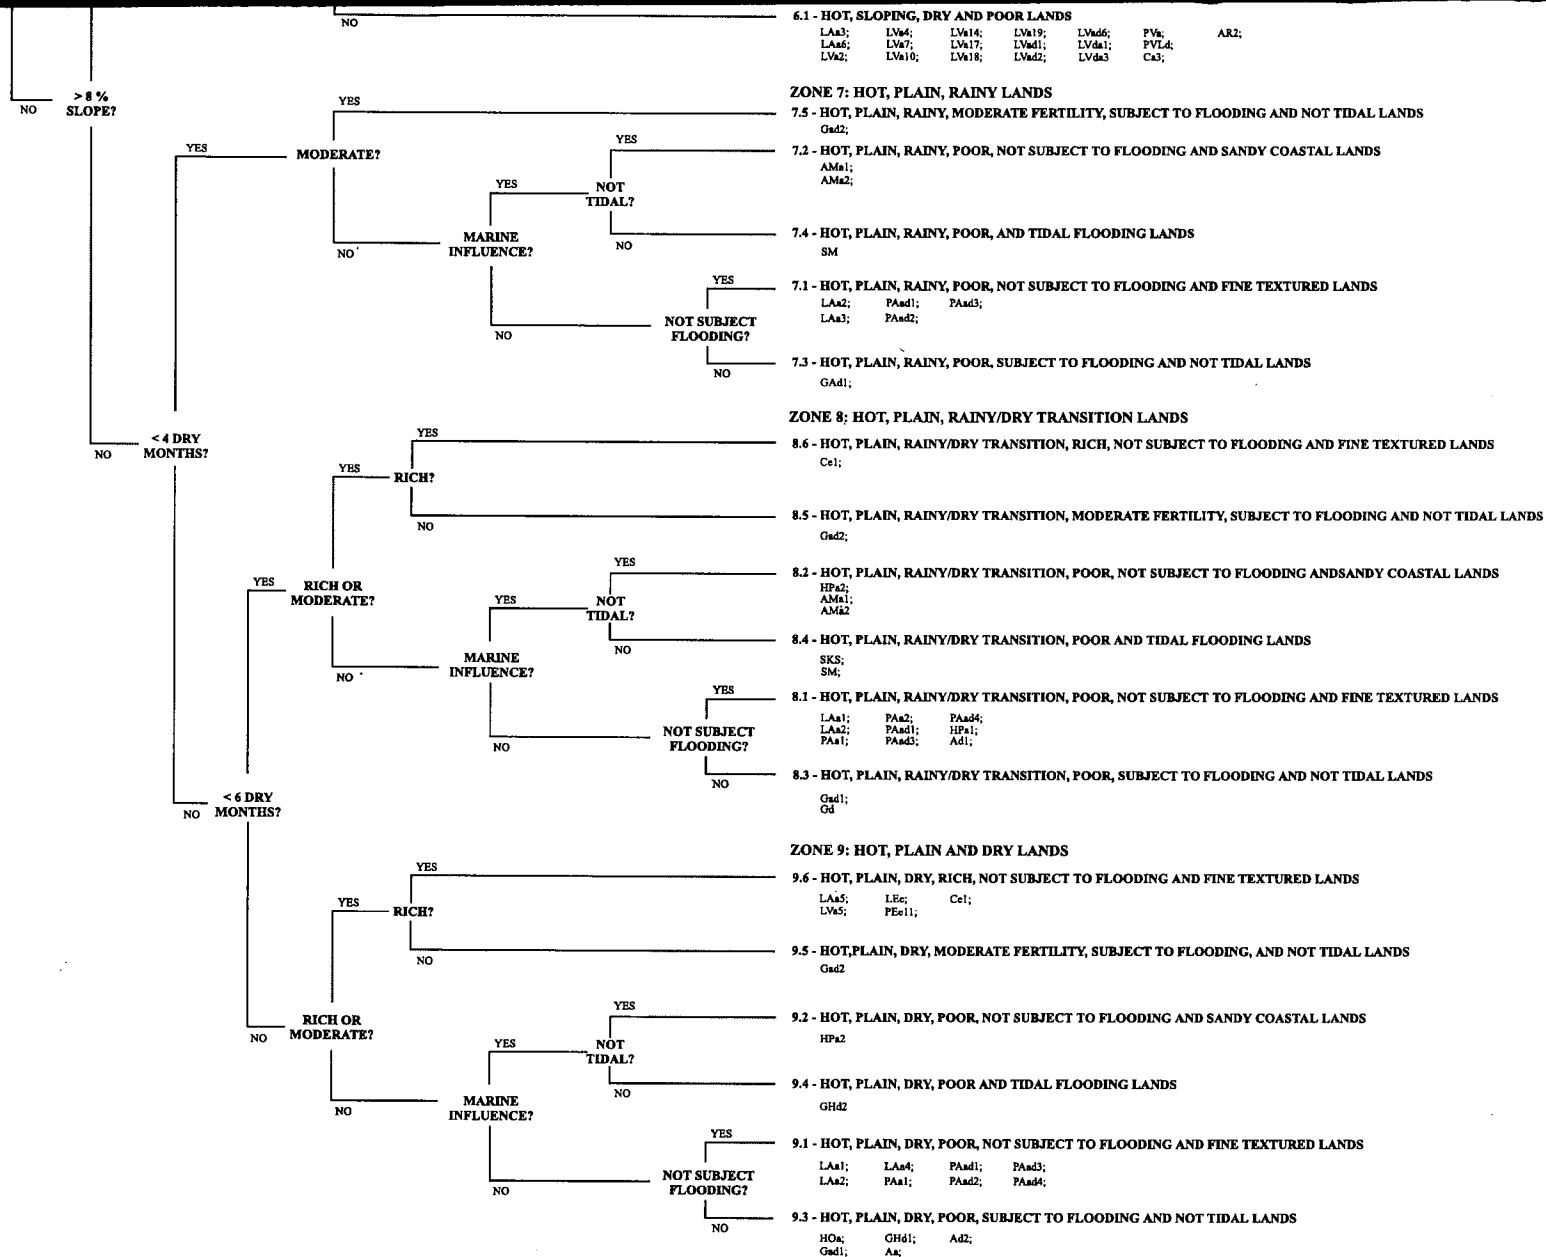 NO
6.1 - HOT, SLOPING, DRY AND POOR LANDS
LAa3; LVa4; LVa14; LVa19; LVad6; PVa; AR2;
LAa6; LVa7; LVa17; LVad1; LVda1; PVLd;
LVa2; LVa10; LVa18; LVad2; LVda3 Ca3;
NO
> 8 %
SLOPE?
ZONE 7: HOT, PLAIN, RAINY LANDS
YES
7.5 - HOT, PLAIN, RAINY, MODERATE FERTILITY, SUBJECT TO FLOODING AND NOT TIDAL LANDS
Gad2;
YES
MODERATE?
YES
7.2 - HOT, PLAIN, RAINY, POOR, NOT SUBJECT TO FLOODING AND SANDY COASTAL LANDS
AMa1;
AMa2;
YES
NOT
TIDAL?
NO
MARINE
INFLUENCE?
NO
7.4 - HOT, PLAIN, RAINY, POOR, AND TIDAL FLOODING LANDS
SM
YES
7.1 - HOT, PLAIN, RAINY, POOR, NOT SUBJECT TO FLOODING AND FINE TEXTURED LANDS
LAa2; PAad1; PAad3;
LAa3; PAad2;
NO
NOT SUBJECT
FLOODING?
NO
7.3 - HOT, PLAIN, RAINY, POOR, SUBJECT TO FLOODING AND NOT TIDAL LANDS
GAd1;
ZONE 8: HOT, PLAIN, RAINY/DRY TRANSITION LANDS
NO
< 4 DRY
MONTHS?
YES
8.6 - HOT, PLAIN, RAINY/DRY TRANSITION, RICH, NOT SUBJECT TO FLOODING AND FINE TEXTURED LANDS
Ce1;
YES
RICH?
NO
8.5 - HOT, PLAIN, RAINY/DRY TRANSITION, MODERATE FERTILITY, SUBJECT TO FLOODING AND NOT TIDAL LANDS
Gad2;
YES
RICH OR
MODERATE?
YES
8.2 - HOT, PLAIN, RAINY/DRY TRANSITION, POOR, NOT SUBJECT TO FLOODING ANDSANDY COASTAL LANDS
HPa2;
AMa1;
AMa2
YES
NOT
TIDAL?
NO
8.4 - HOT, PLAIN, RAINY/DRY TRANSITION, POOR AND TIDAL FLOODING LANDS
SKS;
SM;
NO
MARINE
INFLUENCE?
YES
8.1 - HOT, PLAIN, RAINY/DRY TRANSITION, POOR, NOT SUBJECT TO FLOODING AND FINE TEXTURED LANDS
LAa1; PAa2; PAad4;
LAa2; PAad1; HPa1;
PAa1; PAad3; Ad1;
NO
NOT SUBJECT
FLOODING?
NO
8.3 - HOT, PLAIN, RAINY/DRY TRANSITION, POOR, SUBJECT TO FLOODING AND NOT TIDAL LANDS
Gad1;
Gd
NO
< 6 DRY
MONTHS?
ZONE 9: HOT, PLAIN AND DRY LANDS
YES
9.6 - HOT, PLAIN, DRY, RICH, NOT SUBJECT TO FLOODING AND FINE TEXTURED LANDS
LAa5; LEe; Ce1;
LVa5; PEe11;
YES
RICH?
NO
9.5 - HOT,PLAIN, DRY, MODERATE FERTILITY, SUBJECT TO FLOODING, AND NOT TIDAL LANDS
Gad2
NO
RICH OR
MODERATE?
YES
9.2 - HOT, PLAIN, DRY, POOR, NOT SUBJECT TO FLOODING AND SANDY COASTAL LANDS
HPa2
YES
NOT
TIDAL?
NO
9.4 - HOT, PLAIN, DRY, POOR AND TIDAL FLOODING LANDS
GHd2
NO
MARINE
INFLUENCE?
YES
9.1 - HOT, PLAIN, DRY, POOR, NOT SUBJECT TO FLOODING AND FINE TEXTURED LANDS
LAa1; LAa4; PAad1; PAad3;
LAa2; PAa1; PAad2; PAad4;
NO
NOT SUBJECT
FLOODING?
NO
9.3 - HOT, PLAIN, DRY, POOR, SUBJECT TO FLOODING AND NOT TIDAL LANDS
HOa; GHd1; Ad2;
Gad1; Aa;